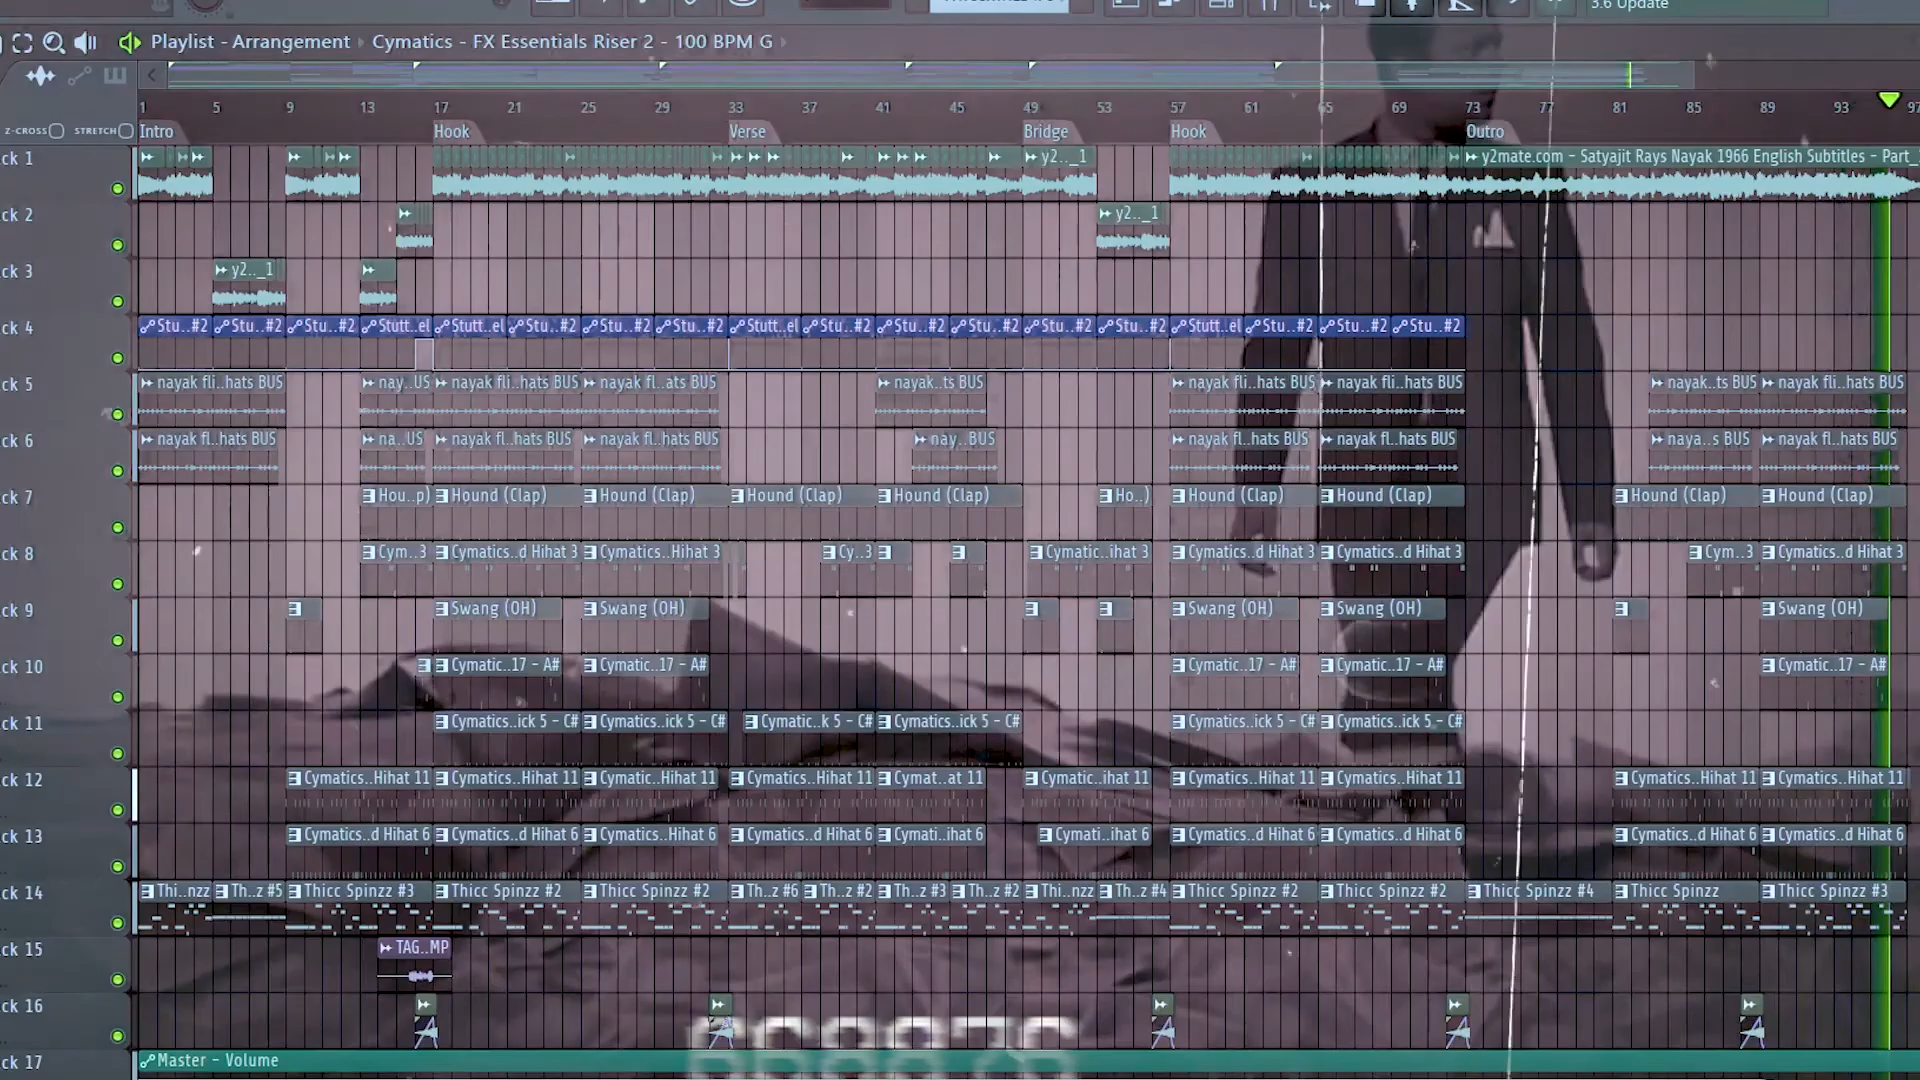 3.6 Update
Playlist - Arrangement › Cymatics - FX Essentials Riser 2 - 100 BPM G ›
1 5 9 13 17 21 25 29 33 37 41 45 49 53 57 61 65 69 73 77 81 85 89 93 97
Z-CROSS STRETCH Intro Hook Verse Bridge Hook Outro
ck 1 y2.._1 y2mate.com - Satyajit Rays Nayak 1966 English Subtitles - Part_
ck 2 y2.._1
ck 3 y2.._1
ck 4 Stu..#2 Stu..#2 Stu..#2 Stutt..el Stutt..el Stu..#2 Stu..#2 Stu..#2 Stutt..el Stu..#2 Stu..#2 Stu..#2 Stu..#2 Stu..#2 Stutt..el Stu..#2 Stu..#2 Stu..#2
ck 5 nayak fli..hats BUS nay..US nayak fli..hats BUS nayak fl..ats BUS nayak..ts BUS nayak fli..hats BUS nayak fli..hats BUS nayak..ts BUS nayak fli..hats BUS
ck 6 nayak fl..hats BUS na..US nayak fl..hats BUS nayak fl..hats BUS nay..BUS nayak fl..hats BUS nayak fl..hats BUS naya..s BUS nayak fl..hats BUS
ck 7 Hou..p) Hound (Clap) Hound (Clap) Hound (Clap) Hound (Clap) Ho..) Hound (Clap) Hound (Clap) Hound (Clap) Hound (Clap)
ck 8 Cym..3 Cymatics..d Hihat 3 Cymatics..Hihat 3 Cy..3 Cymatic..ihat 3 Cymatics..d Hihat 3 Cymatics..d Hihat 3 Cym..3 Cymatics..d Hihat 3
ck 9 Swang (OH) Swang (OH) Swang (OH) Swang (OH) Swang (OH)
ck 10 Cymatic..17 - A# Cymatic..17 - A# Cymatic..17 - A# Cymatic..17 - A# Cymatic..17 - A#
ck 11 Cymatics..ick 5 - C# Cymatics..ick 5 - C# Cymatic..k 5 - C# Cymatics..ick 5 - C# Cymatics..ick 5 - C# Cymatics..ick 5 - C#
ck 12 Cymatics..Hihat 11 Cymatics..Hihat 11 Cymatic..Hihat 11 Cymatics..Hihat 11 Cymat..at 11 Cymatic..ihat 11 Cymatics..Hihat 11 Cymatics..Hihat 11 Cymatics..Hihat 11 Cymatics..Hihat 11
ck 13 Cymatics..d Hihat 6 Cymatics..d Hihat 6 Cymatics..Hihat 6 Cymatics..d Hihat 6 Cymati..ihat 6 Cymati..ihat 6 Cymatics..d Hihat 6 Cymatics..d Hihat 6 Cymatics..d Hihat 6 Cymatics..d Hihat 6
ck 14 Thi..nzz Th..z #5 Thicc Spinzz #3 Thicc Spinzz #2 Thicc Spinzz #2 Th..z #6 Th..z #2 Th..z #3 Th..z #2 Thi..nzz Th..z #4 Thicc Spinzz #2 Thicc Spinzz #2 Thicc Spinzz #4 Thicc Spinzz Thicc Spinzz #3
ck 15 TAG..MP
ck 16
ck 17 Master - Volume